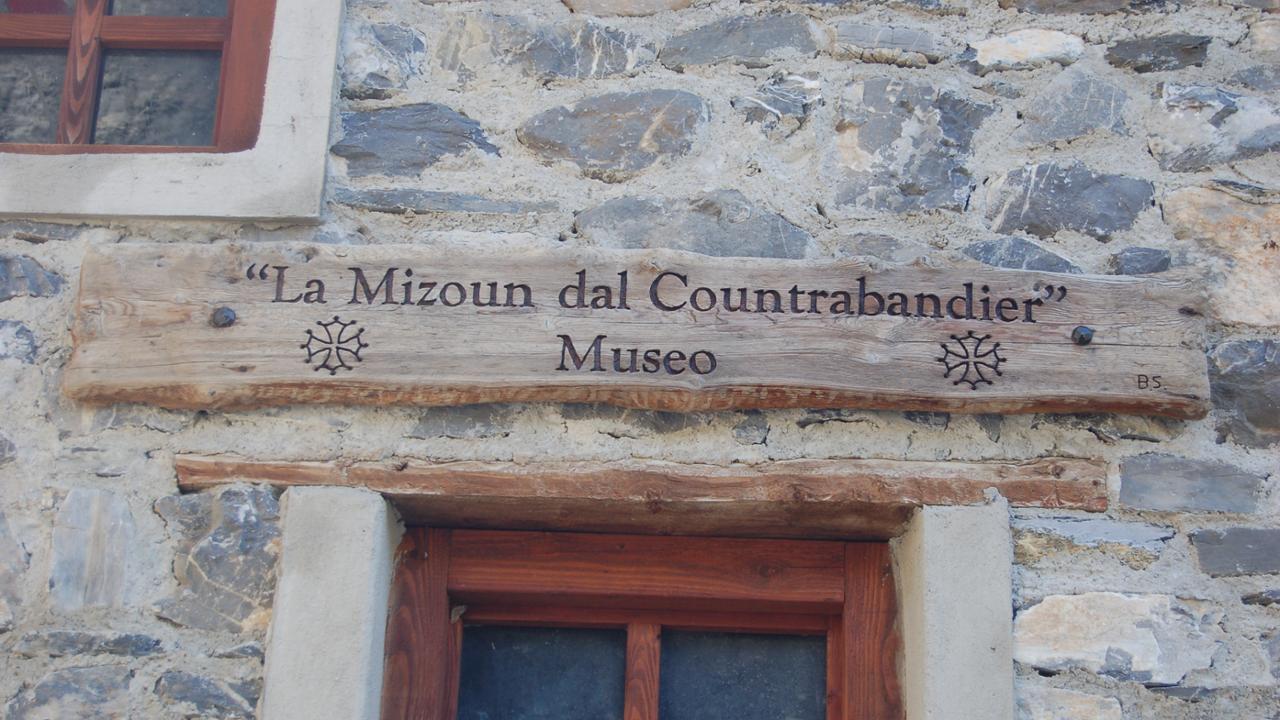 “La Mizoun dal Countrabandier”
Museo
B.S.